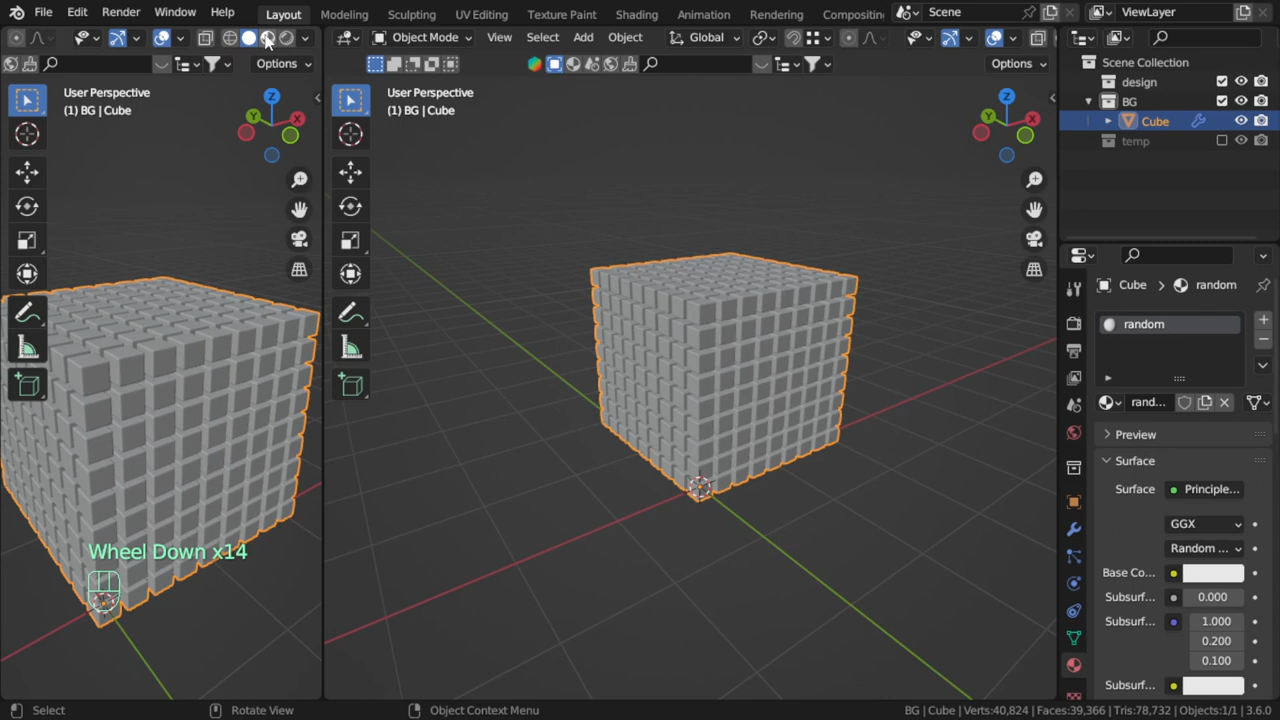 File Edit Render Window Help Layout Modeling Sculpting UV Editing Texture Paint Shading Animation Rendering Compositing Scene ViewLayer
Object Mode View Select Add Object Global
Options Options
User Perspective
(1) BG | Cube
User Perspective
(1) BG | Cube
Z
Y
X
Z
Y
X
Wheel Down x14
Scene Collection
design
BG
Cube
temp
Cube > random
random
rand...
Preview
Surface
Surface Principle...
GGX
Random ...
Base Co...
Subsurf... 0.000
Subsurf... 1.000
0.200
0.100
Subsurf...
Select Rotate View Object Context Menu BG | Cube | Verts:40,824 | Faces:39,366 | Tris:78,732 | Objects:1/1 | 3.6.0